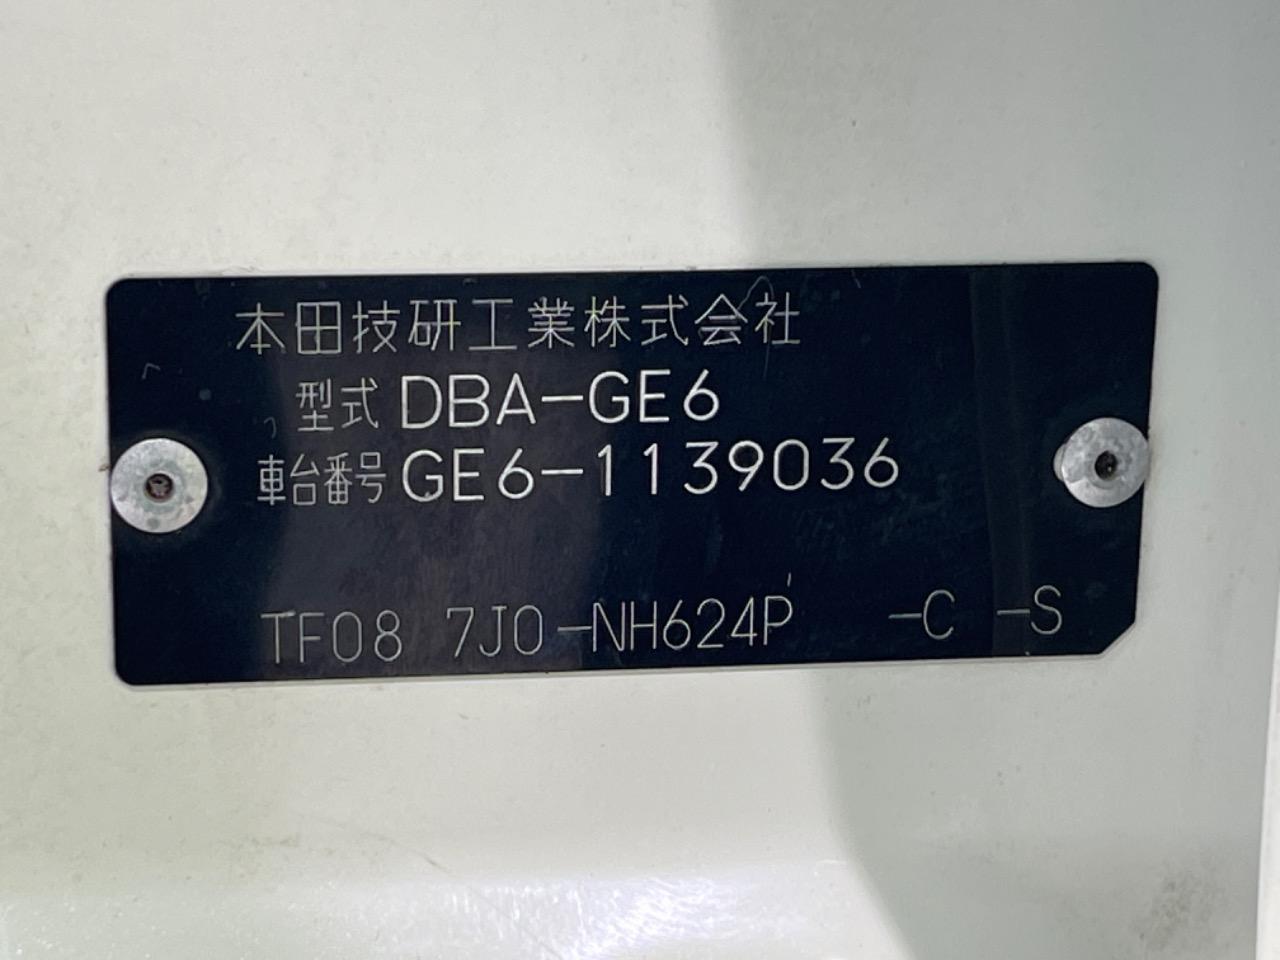 本田技研工業株式会社
型式 DBA-GE6
車台番号 GE6-1139036
TF08 7J0-NH624P -C -S